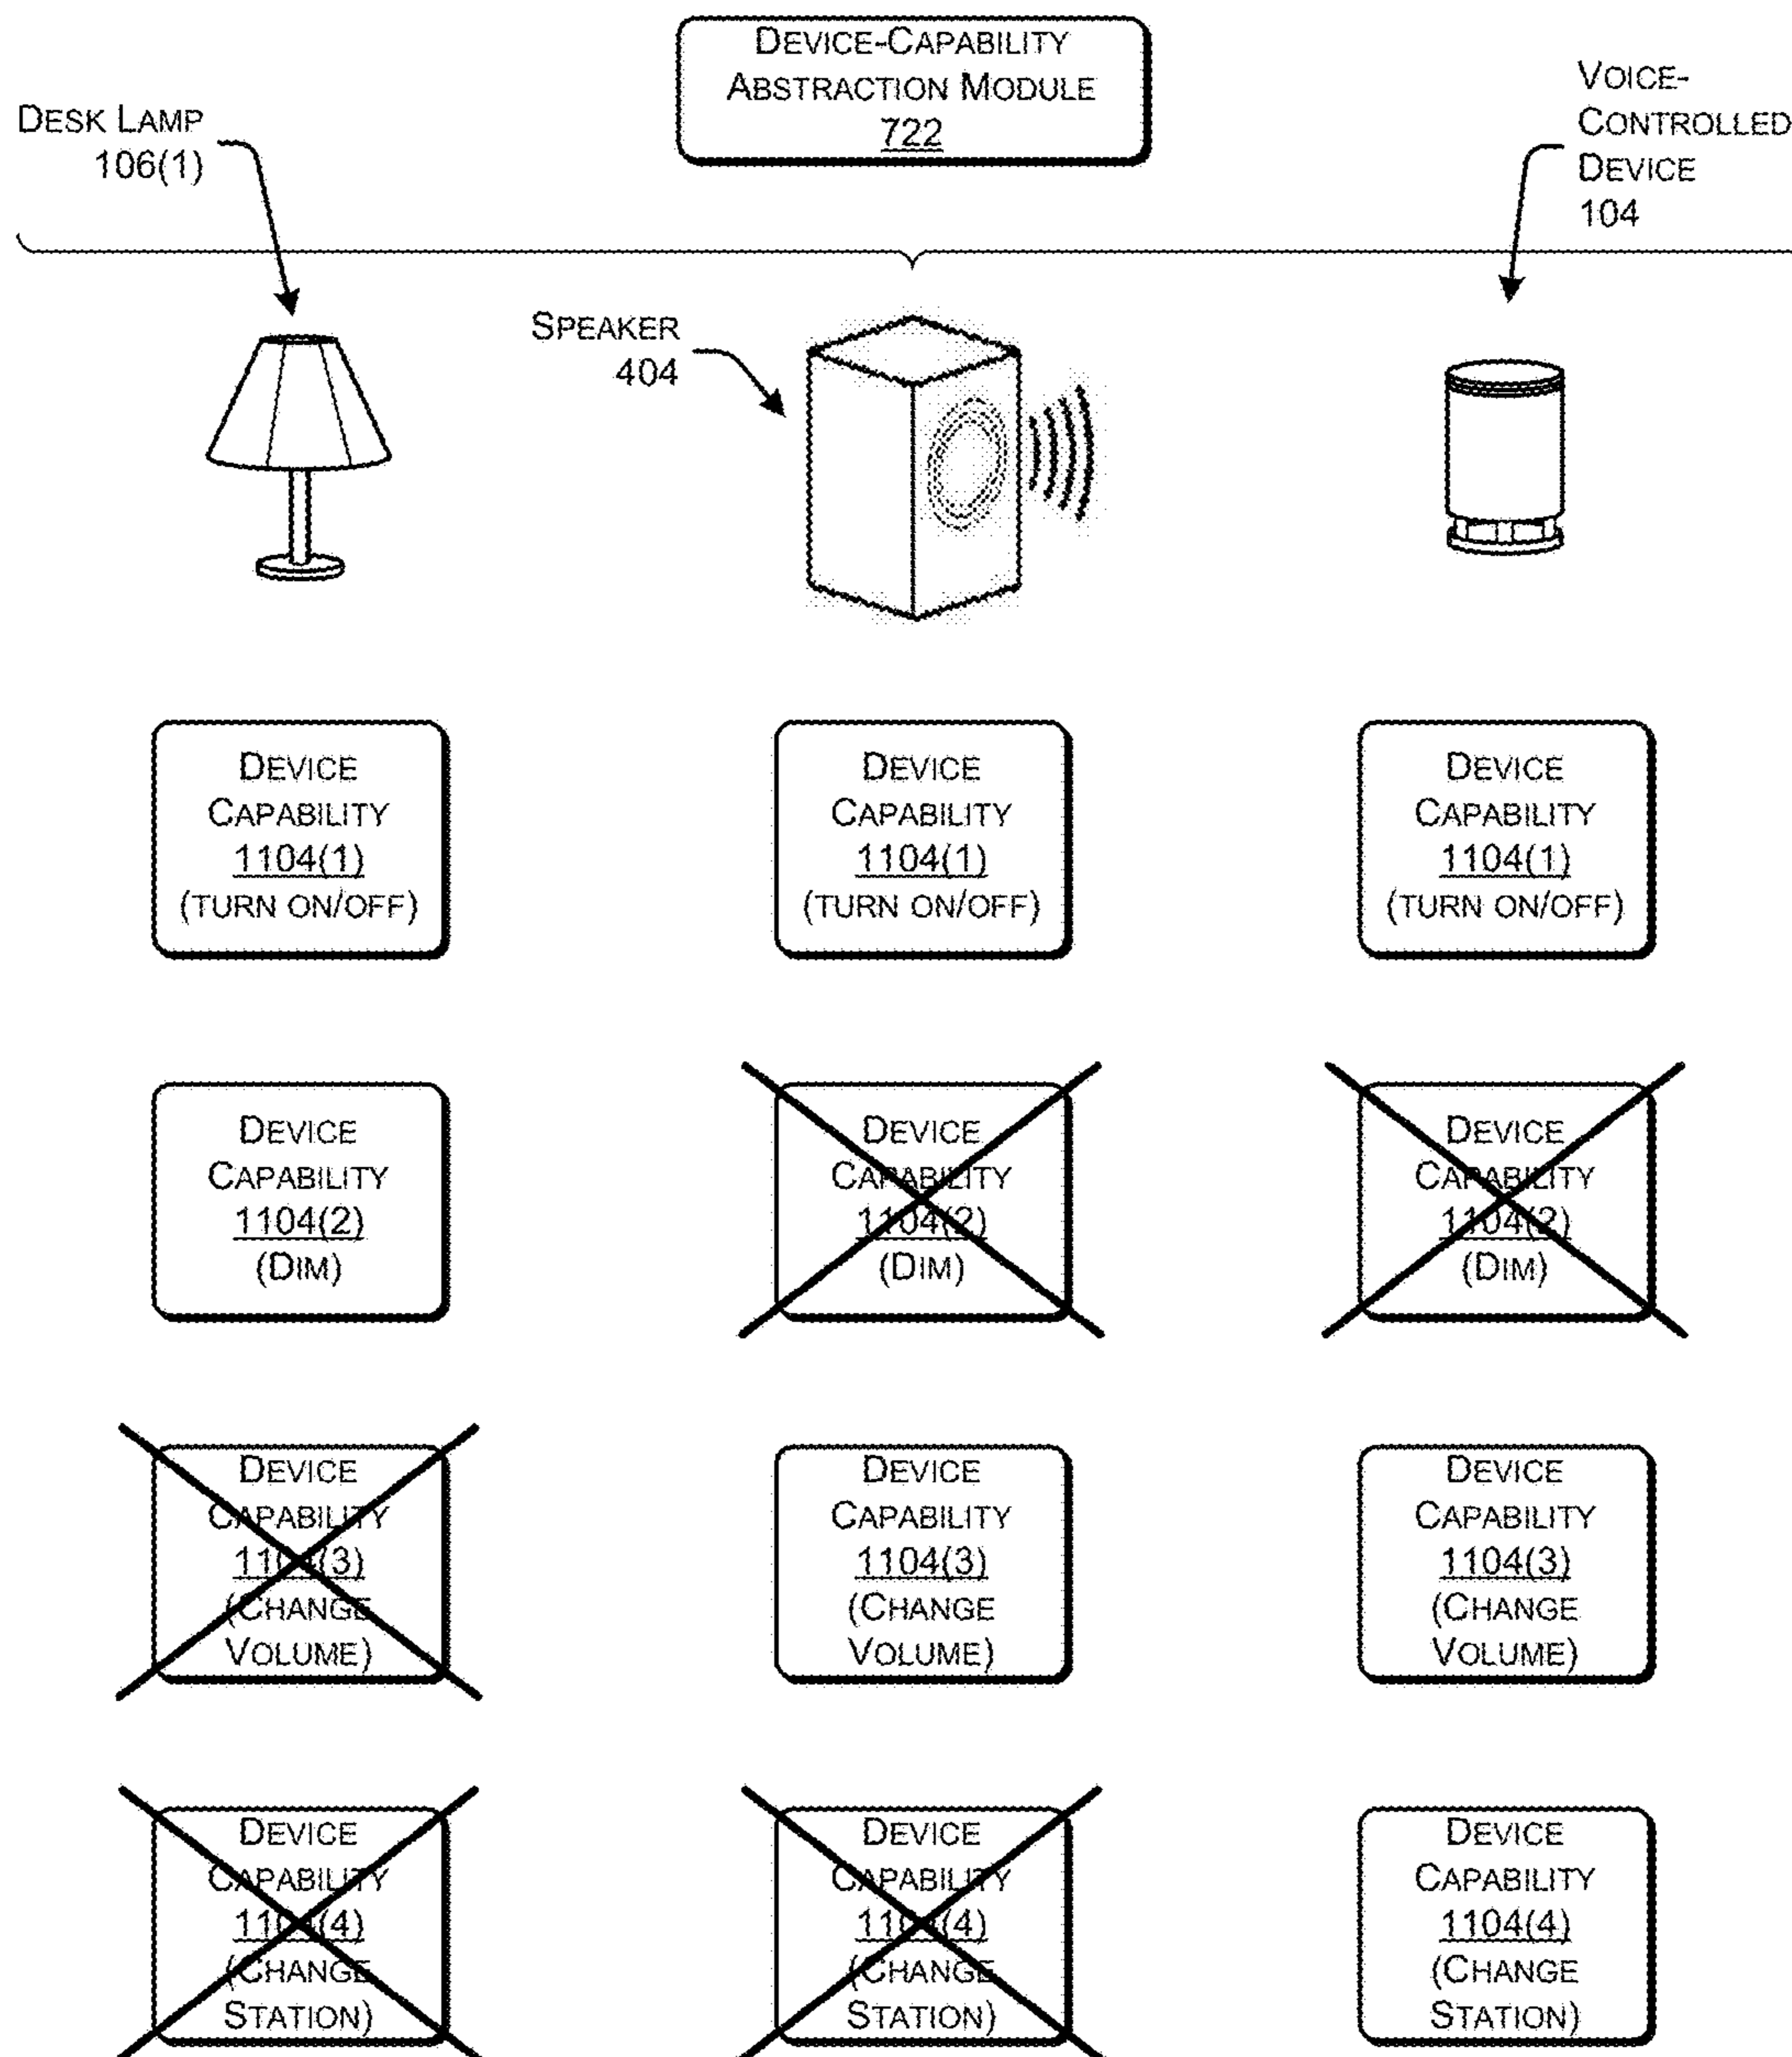 DEVICE-CAPABILITY
ABSTRACTION MODULE
722
DESK LAMP
106(1)
VOICE-
CONTROLLED
DEVICE
104
SPEAKER
404
DEVICE
CAPABILITY
1104(1)
(TURN ON/OFF)
DEVICE
CAPABILITY
1104(1)
(TURN ON/OFF)
DEVICE
CAPABILITY
1104(1)
(TURN ON/OFF)
DEVICE
CAPABILITY
1104(2)
(DIM)
DEVICE
CAPABILITY
1104(2)
(DIM)
DEVICE
CAPABILITY
1104(2)
(DIM)
DEVICE
CAPABILITY
1104(3)
(CHANGE
VOLUME)
DEVICE
CAPABILITY
1104(3)
(CHANGE
VOLUME)
DEVICE
CAPABILITY
1104(3)
(CHANGE
VOLUME)
DEVICE
CAPABILITY
1104(4)
(CHANGE
STATION)
DEVICE
CAPABILITY
1104(4)
(CHANGE
STATION)
DEVICE
CAPABILITY
1104(4)
(CHANGE
STATION)